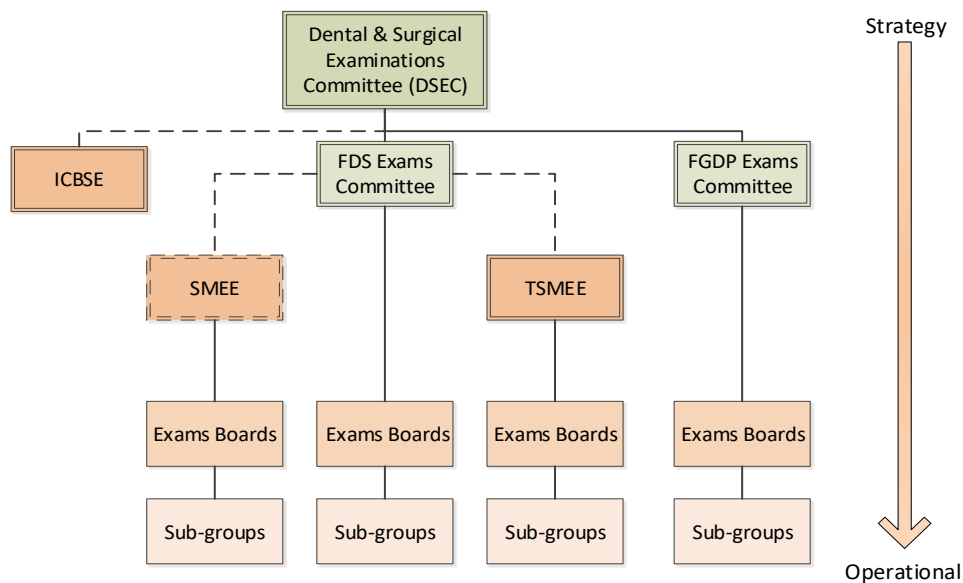 Dental & Surgical
Examinations
Committee (DSEC)
Strategy
ICBSE
FDS Exams
Committee
FGDP Exams
Committee
SMEE
TSMEE
Exams Boards
Exams Boards
Exams Boards
Exams Boards
Sub-groups
Sub-groups
Sub-groups
Sub-groups
Operational